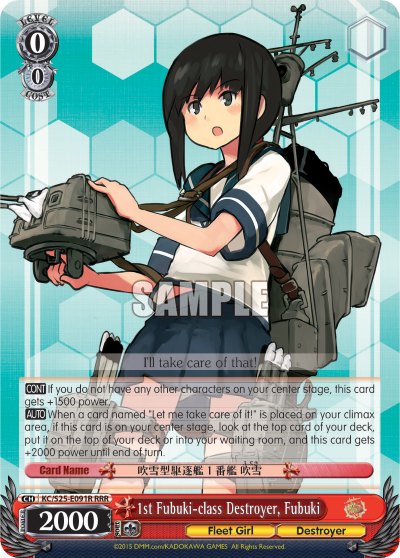 LEVEL
0
0
COST
SAMPLE
I'll take care of that!
CONT If you do not have any other characters on your center stage, this card
gets +1500 power.
AUTO When a card named "Let me take care of it!" is placed on your climax
area, if this card is on your center stage, look at the top card of your deck,
put it on the top of your deck or into your waiting room, and this card gets
+2000 power until end of turn.
Card Name
吹雪型駆逐艦1番艦 吹雪
CD KC/S25-E091R RRR
1st Fubuki-class Destroyer, Fubuki
POWER
2000
SOUL
Fleet Girl
Destroyer
©2015 DMM.com/KADOKAWA GAMES All Rights Reserved.